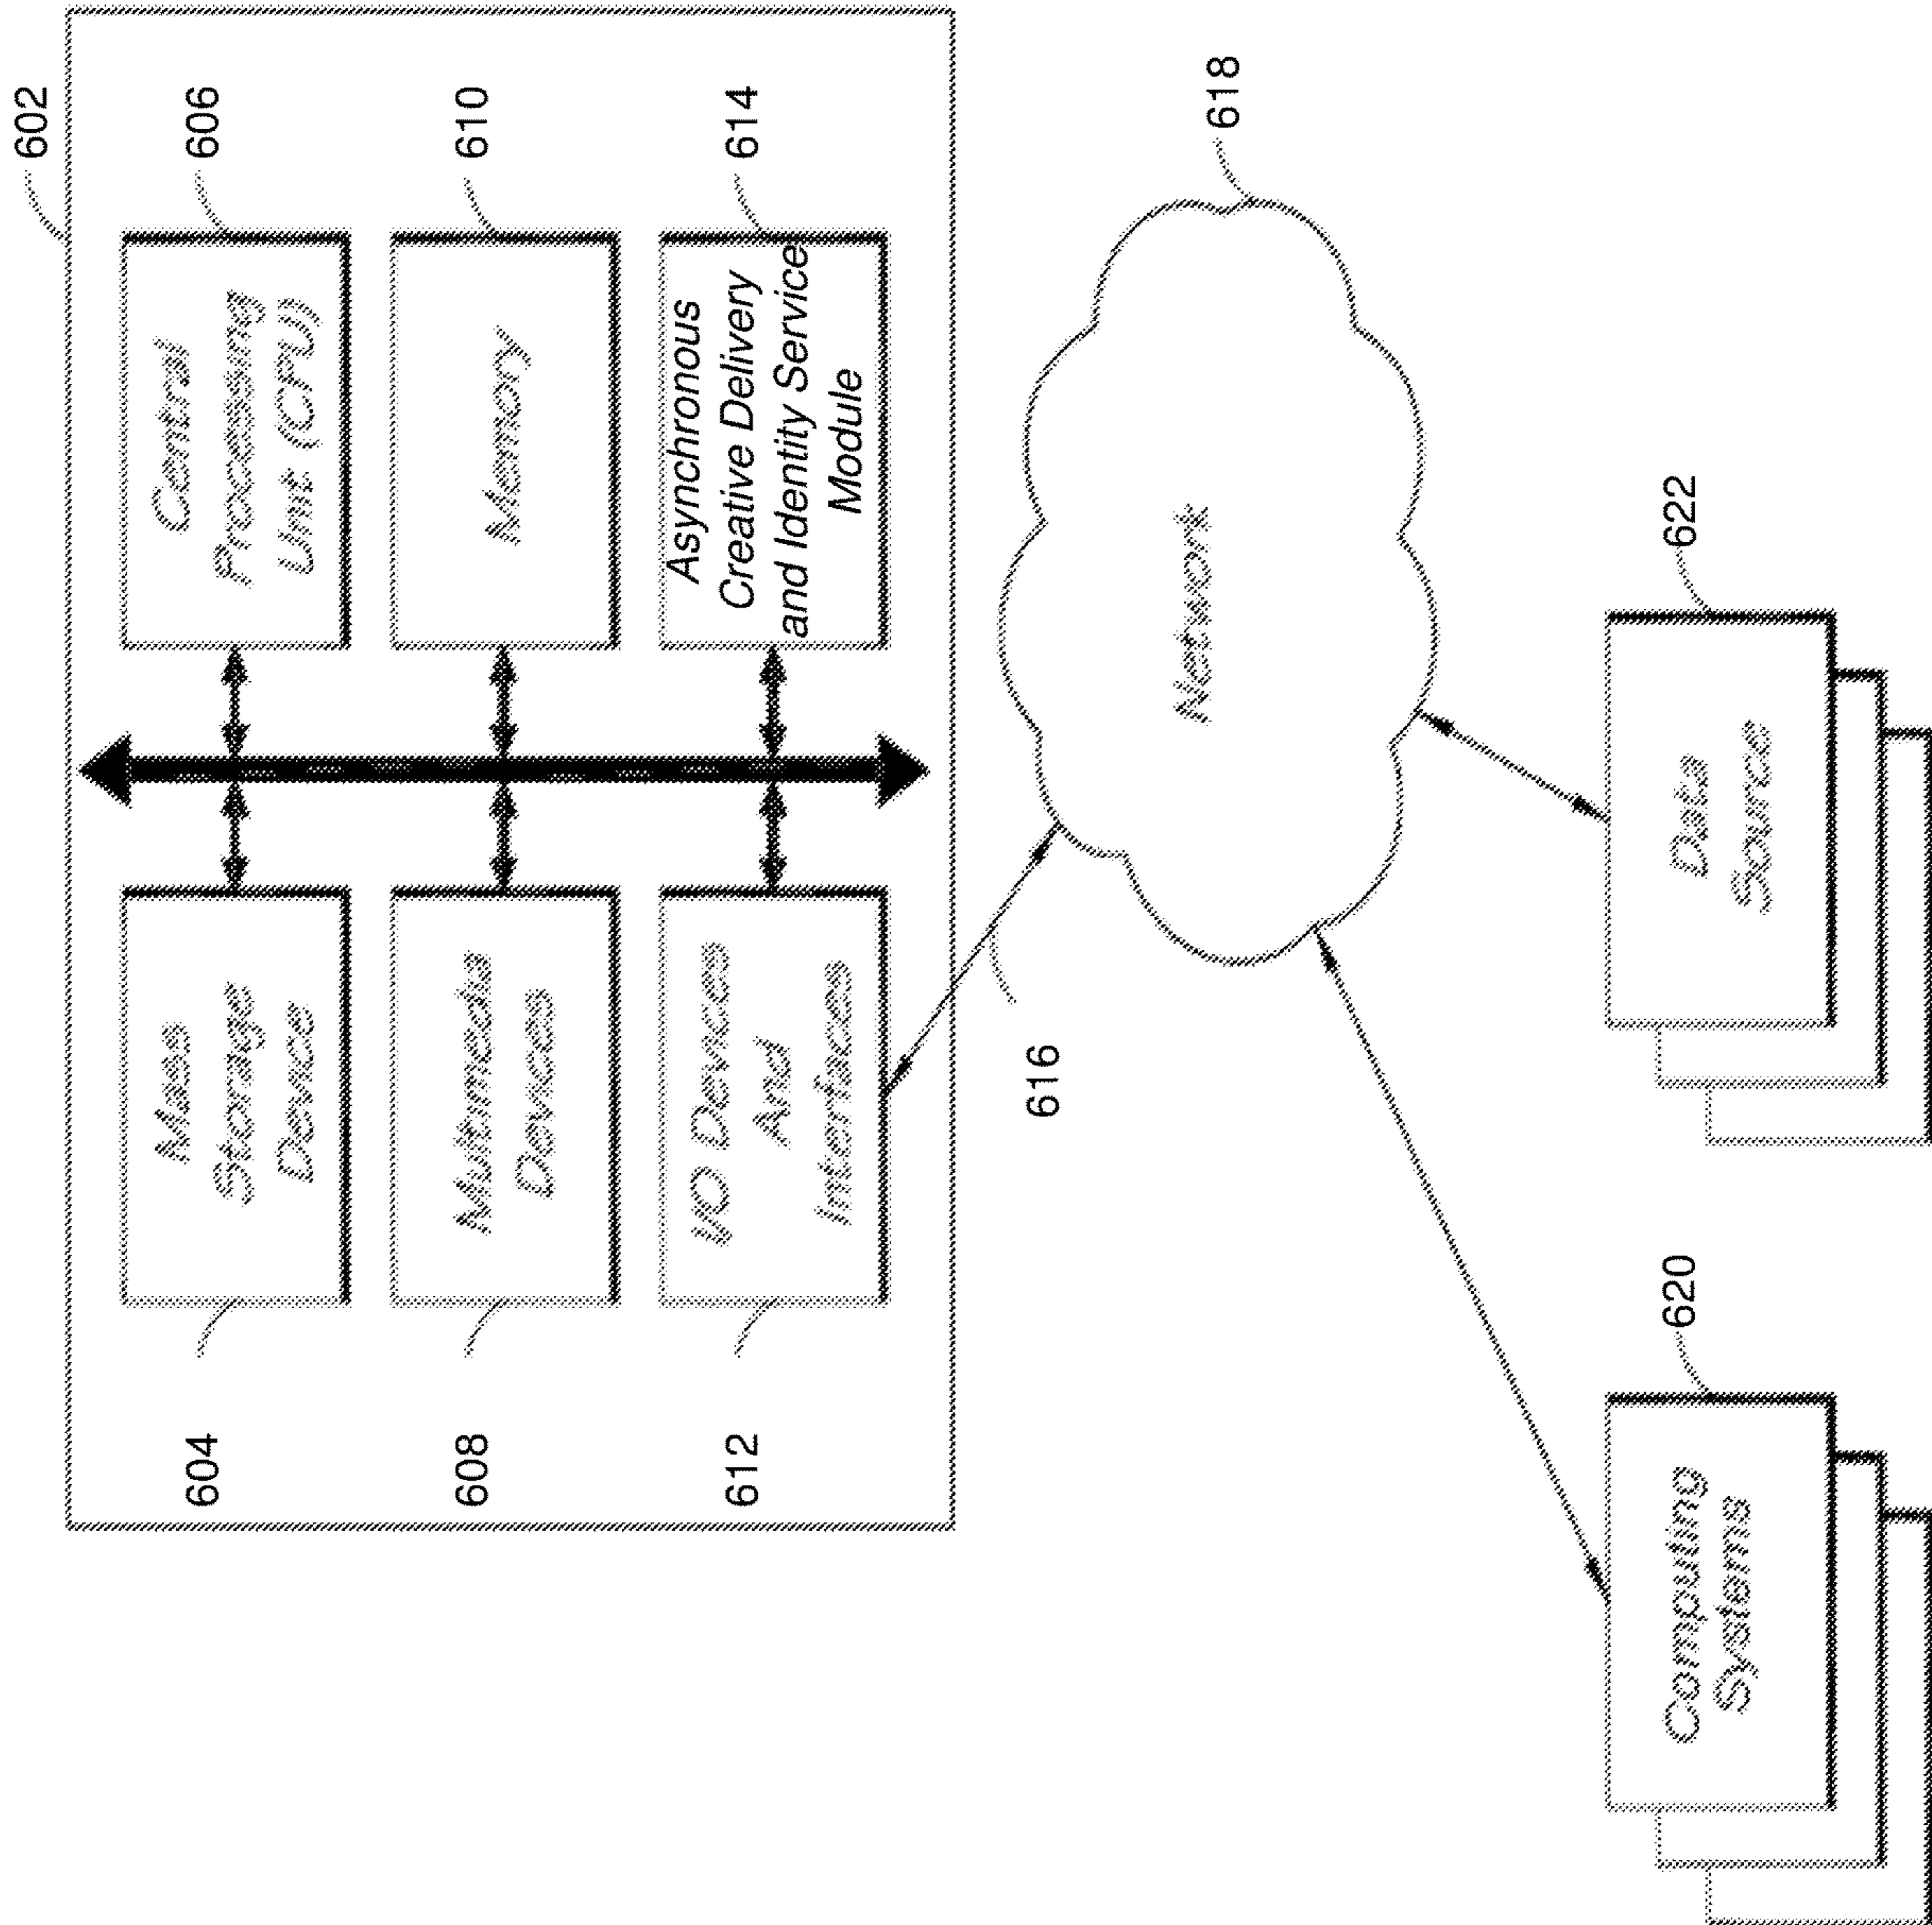 602
604
Mass
Storage
Device
Central
Processing
Unit (CPU)
606
608
Multimedia
Devices
Memory
610
612
I/O Devices
And
Interfaces
Asynchronous
Creative Delivery
and Identity Service
Module
614
616
Network
618
620
Computing
Systems
622
Data
Source